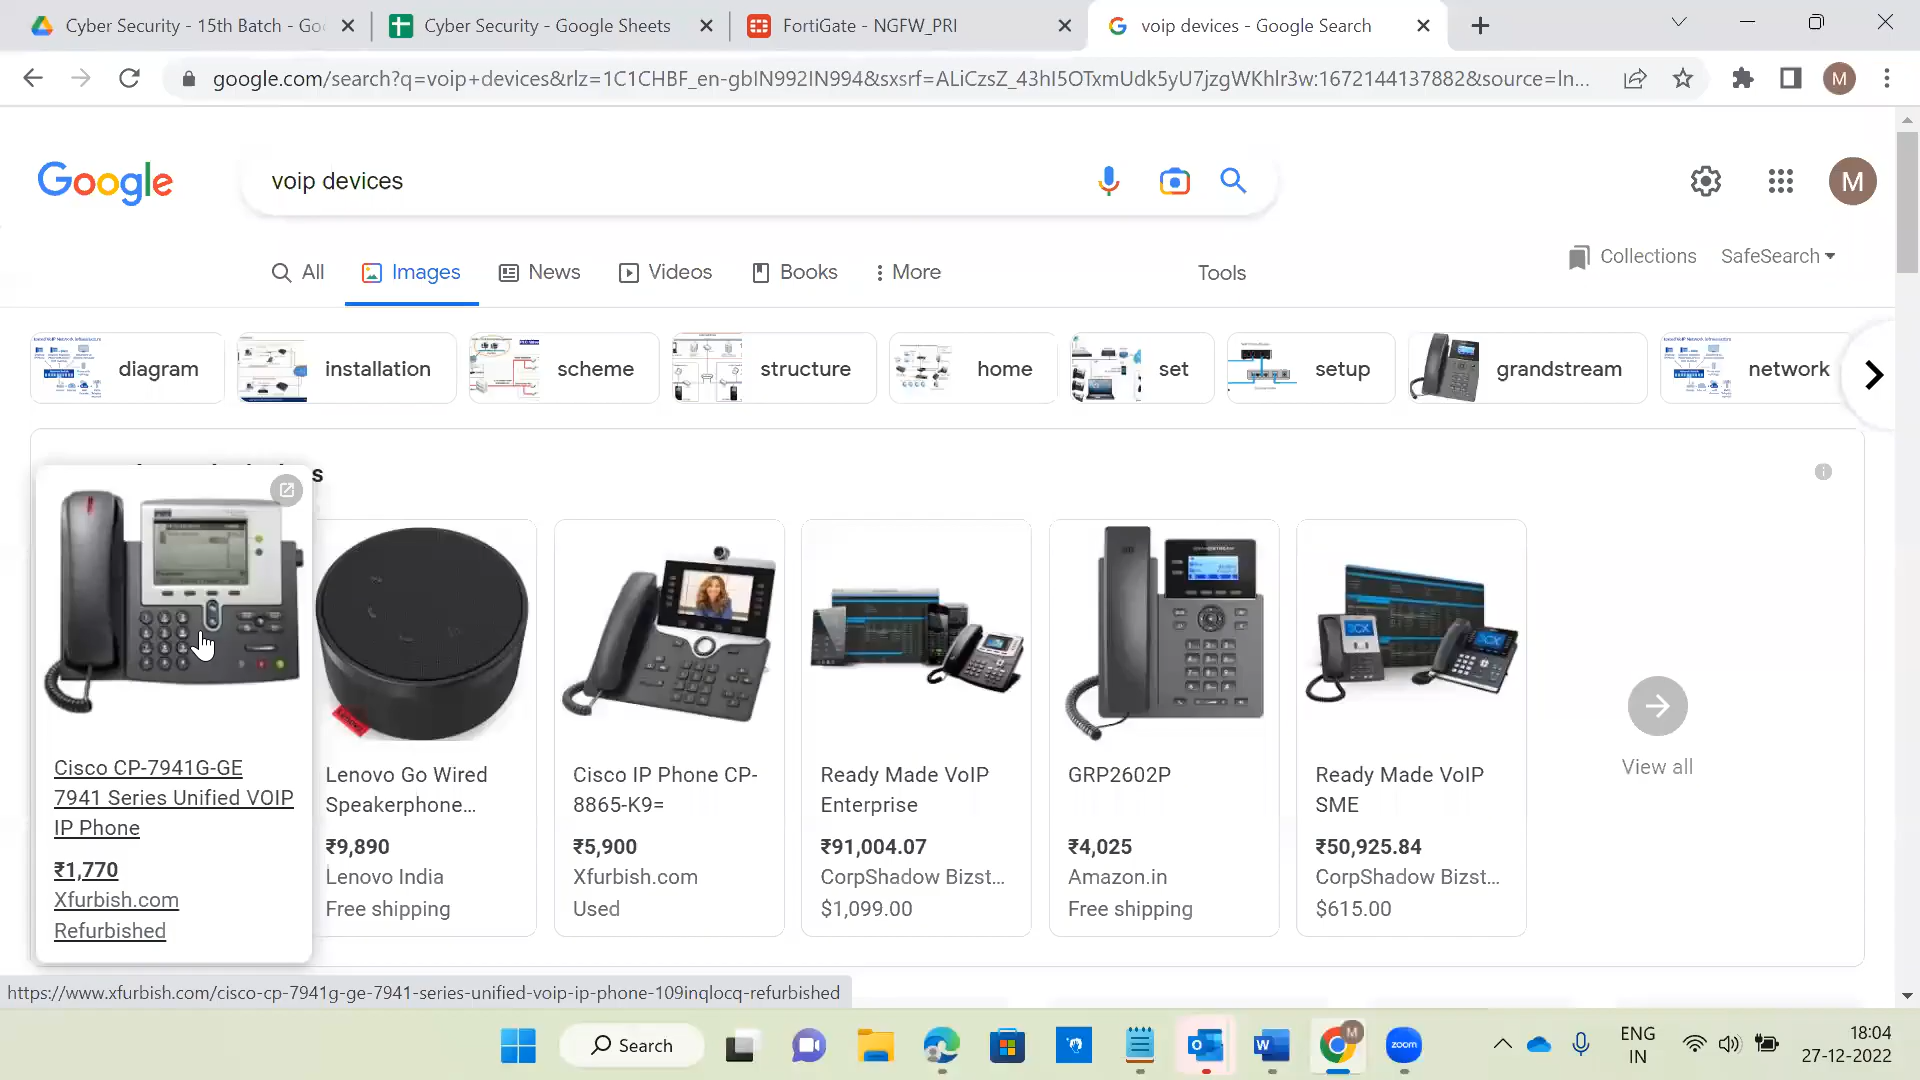 Cyber Security - 15th Batch - Go
Cyber Security - Google Sheets
FortiGate - NGFW_PRI
voip devices - Google Search
google.com/search?q=voip+devices&rlz=1C1CHBF_en-gbIN992IN994&sxsrf=ALiCzsZ_43hI5OTxmUdk5yU7jzgWKhlr3w:1672144137882&source=ln...
M
Google
voip devices
M
All
Images
News
Videos
Books
More
Tools
Collections
SafeSearch
diagram
installation
scheme
structure
home
set
setup
grandstream
network
s
Cisco CP-7941G-GE
7941 Series Unified VOIP
IP Phone
₹1,770
Xfurbish.com
Refurbished
Lenovo Go Wired
Speakerphone...
₹9,890
Lenovo India
Free shipping
Cisco IP Phone CP-
8865-K9=
₹5,900
Xfurbish.com
Used
Ready Made VoIP
Enterprise
₹91,004.07
CorpShadow Bizst...
$1,099.00
GRP2602P
₹4,025
Amazon.in
Free shipping
Ready Made VoIP
SME
₹50,925.84
CorpShadow Bizst...
$615.00
View all
https://www.xfurbish.com/cisco-cp-7941g-ge-7941-series-unified-voip-ip-phone-109inqlocq-refurbished
Search
M
zoom
ENG
IN
18:04
27-12-2022